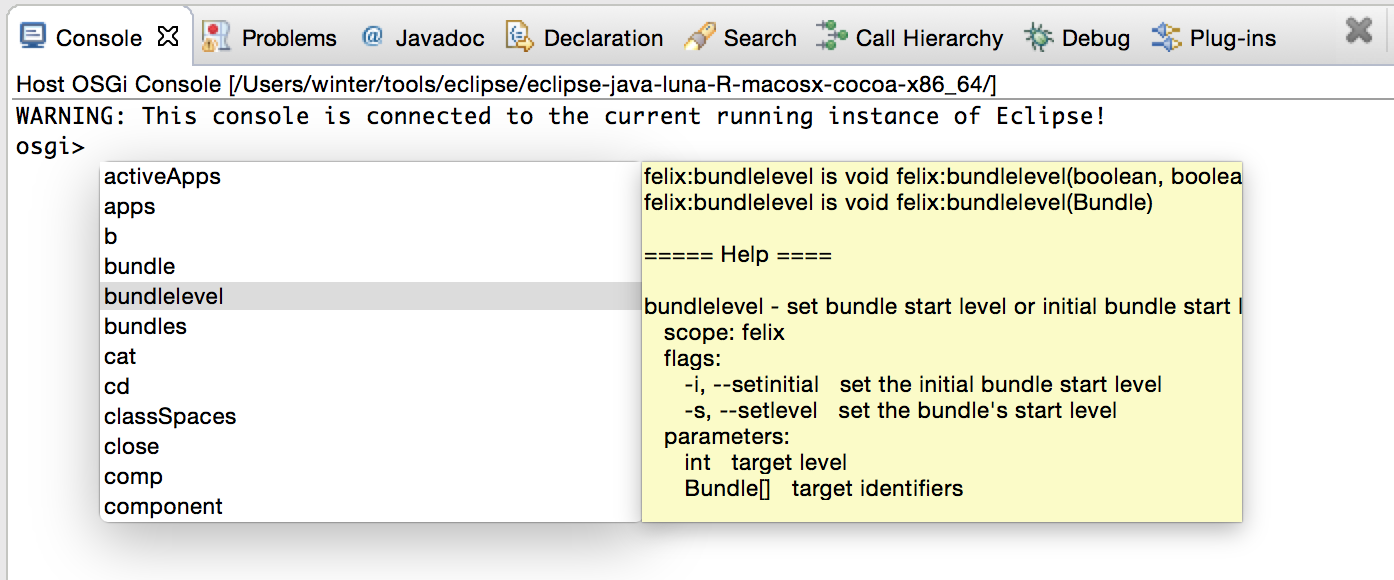 Console Problems @ Javadoc Declaration Search Call Hierarchy Debug Plug-ins
Host OSGi Console [/Users/winter/tools/eclipse/eclipse-java-luna-R-macosx-cocoa-x86_64/]
WARNING: This console is connected to the current running instance of Eclipse!
osgi>
activeApps
apps
b
bundle
bundlelevel
bundles
cat
cd
classSpaces
close
comp
component
felix:bundlelevel is void felix:bundlelevel(boolean, boolea
felix:bundlelevel is void felix:bundlelevel(Bundle)
===== Help ====
bundlelevel - set bundle start level or initial bundle start l
scope: felix
flags:
-i, --setinitial set the initial bundle start level
-s, --setlevel set the bundle's start level
parameters:
int target level
Bundle[] target identifiers